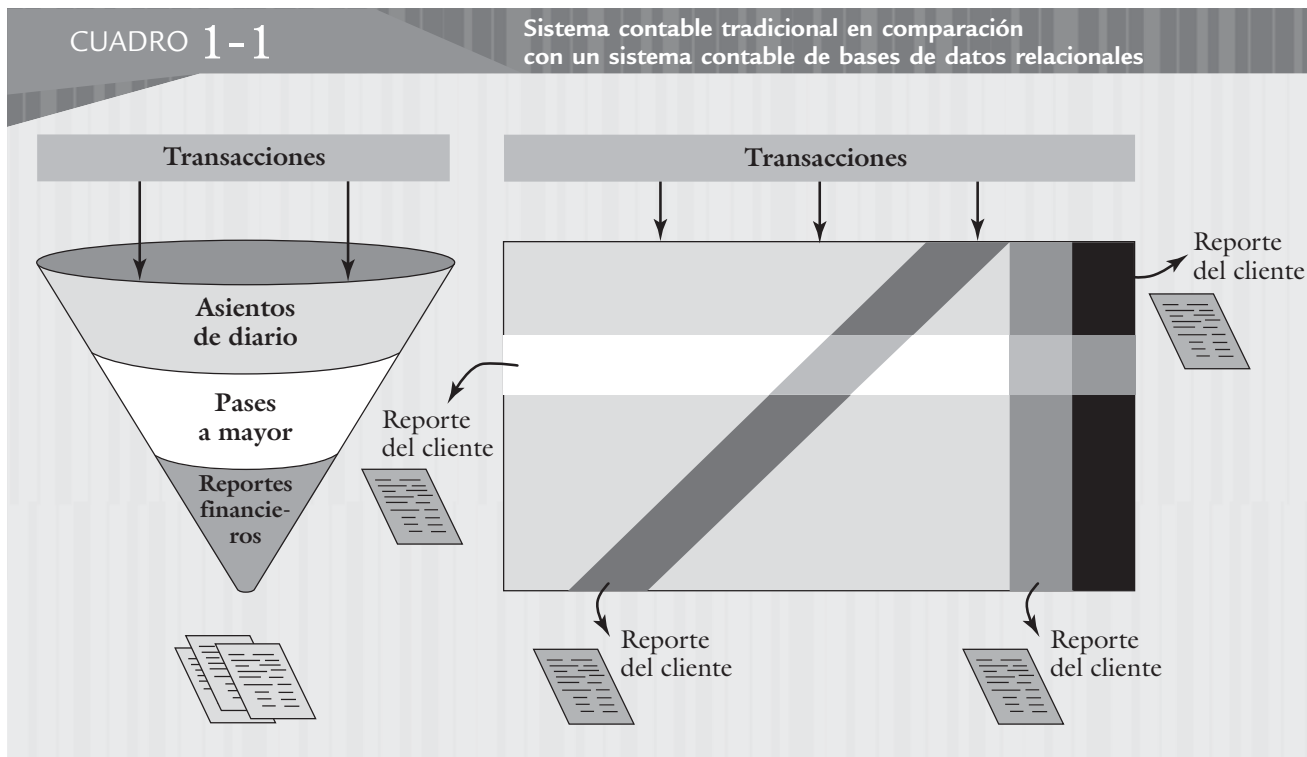 CUADRO 1-1
Sistema contable tradicional en comparación
con un sistema contable de bases de datos relacionales
Transacciones
Asientos
de diario
Pases
a mayor
Reportes
financie-
ros
Transacciones
Reporte
del cliente
Reporte
del cliente
Reporte
del cliente
Reporte
del cliente